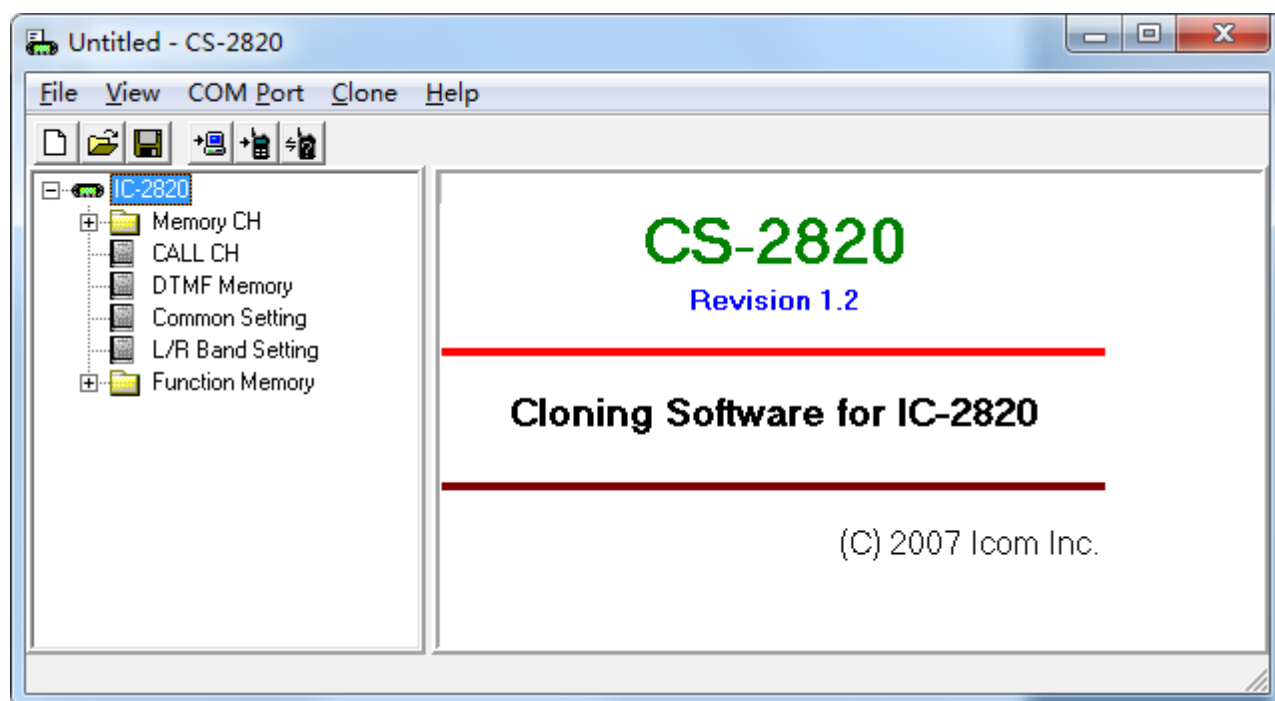 Untitled - CS-2820
File View COM Port Clone Help
IC-2820
Memory CH
CALL CH
DTMF Memory
Common Setting
L/R Band Setting
Function Memory
CS-2820
Revision 1.2
Cloning Software for IC-2820
(C) 2007 Icom Inc.